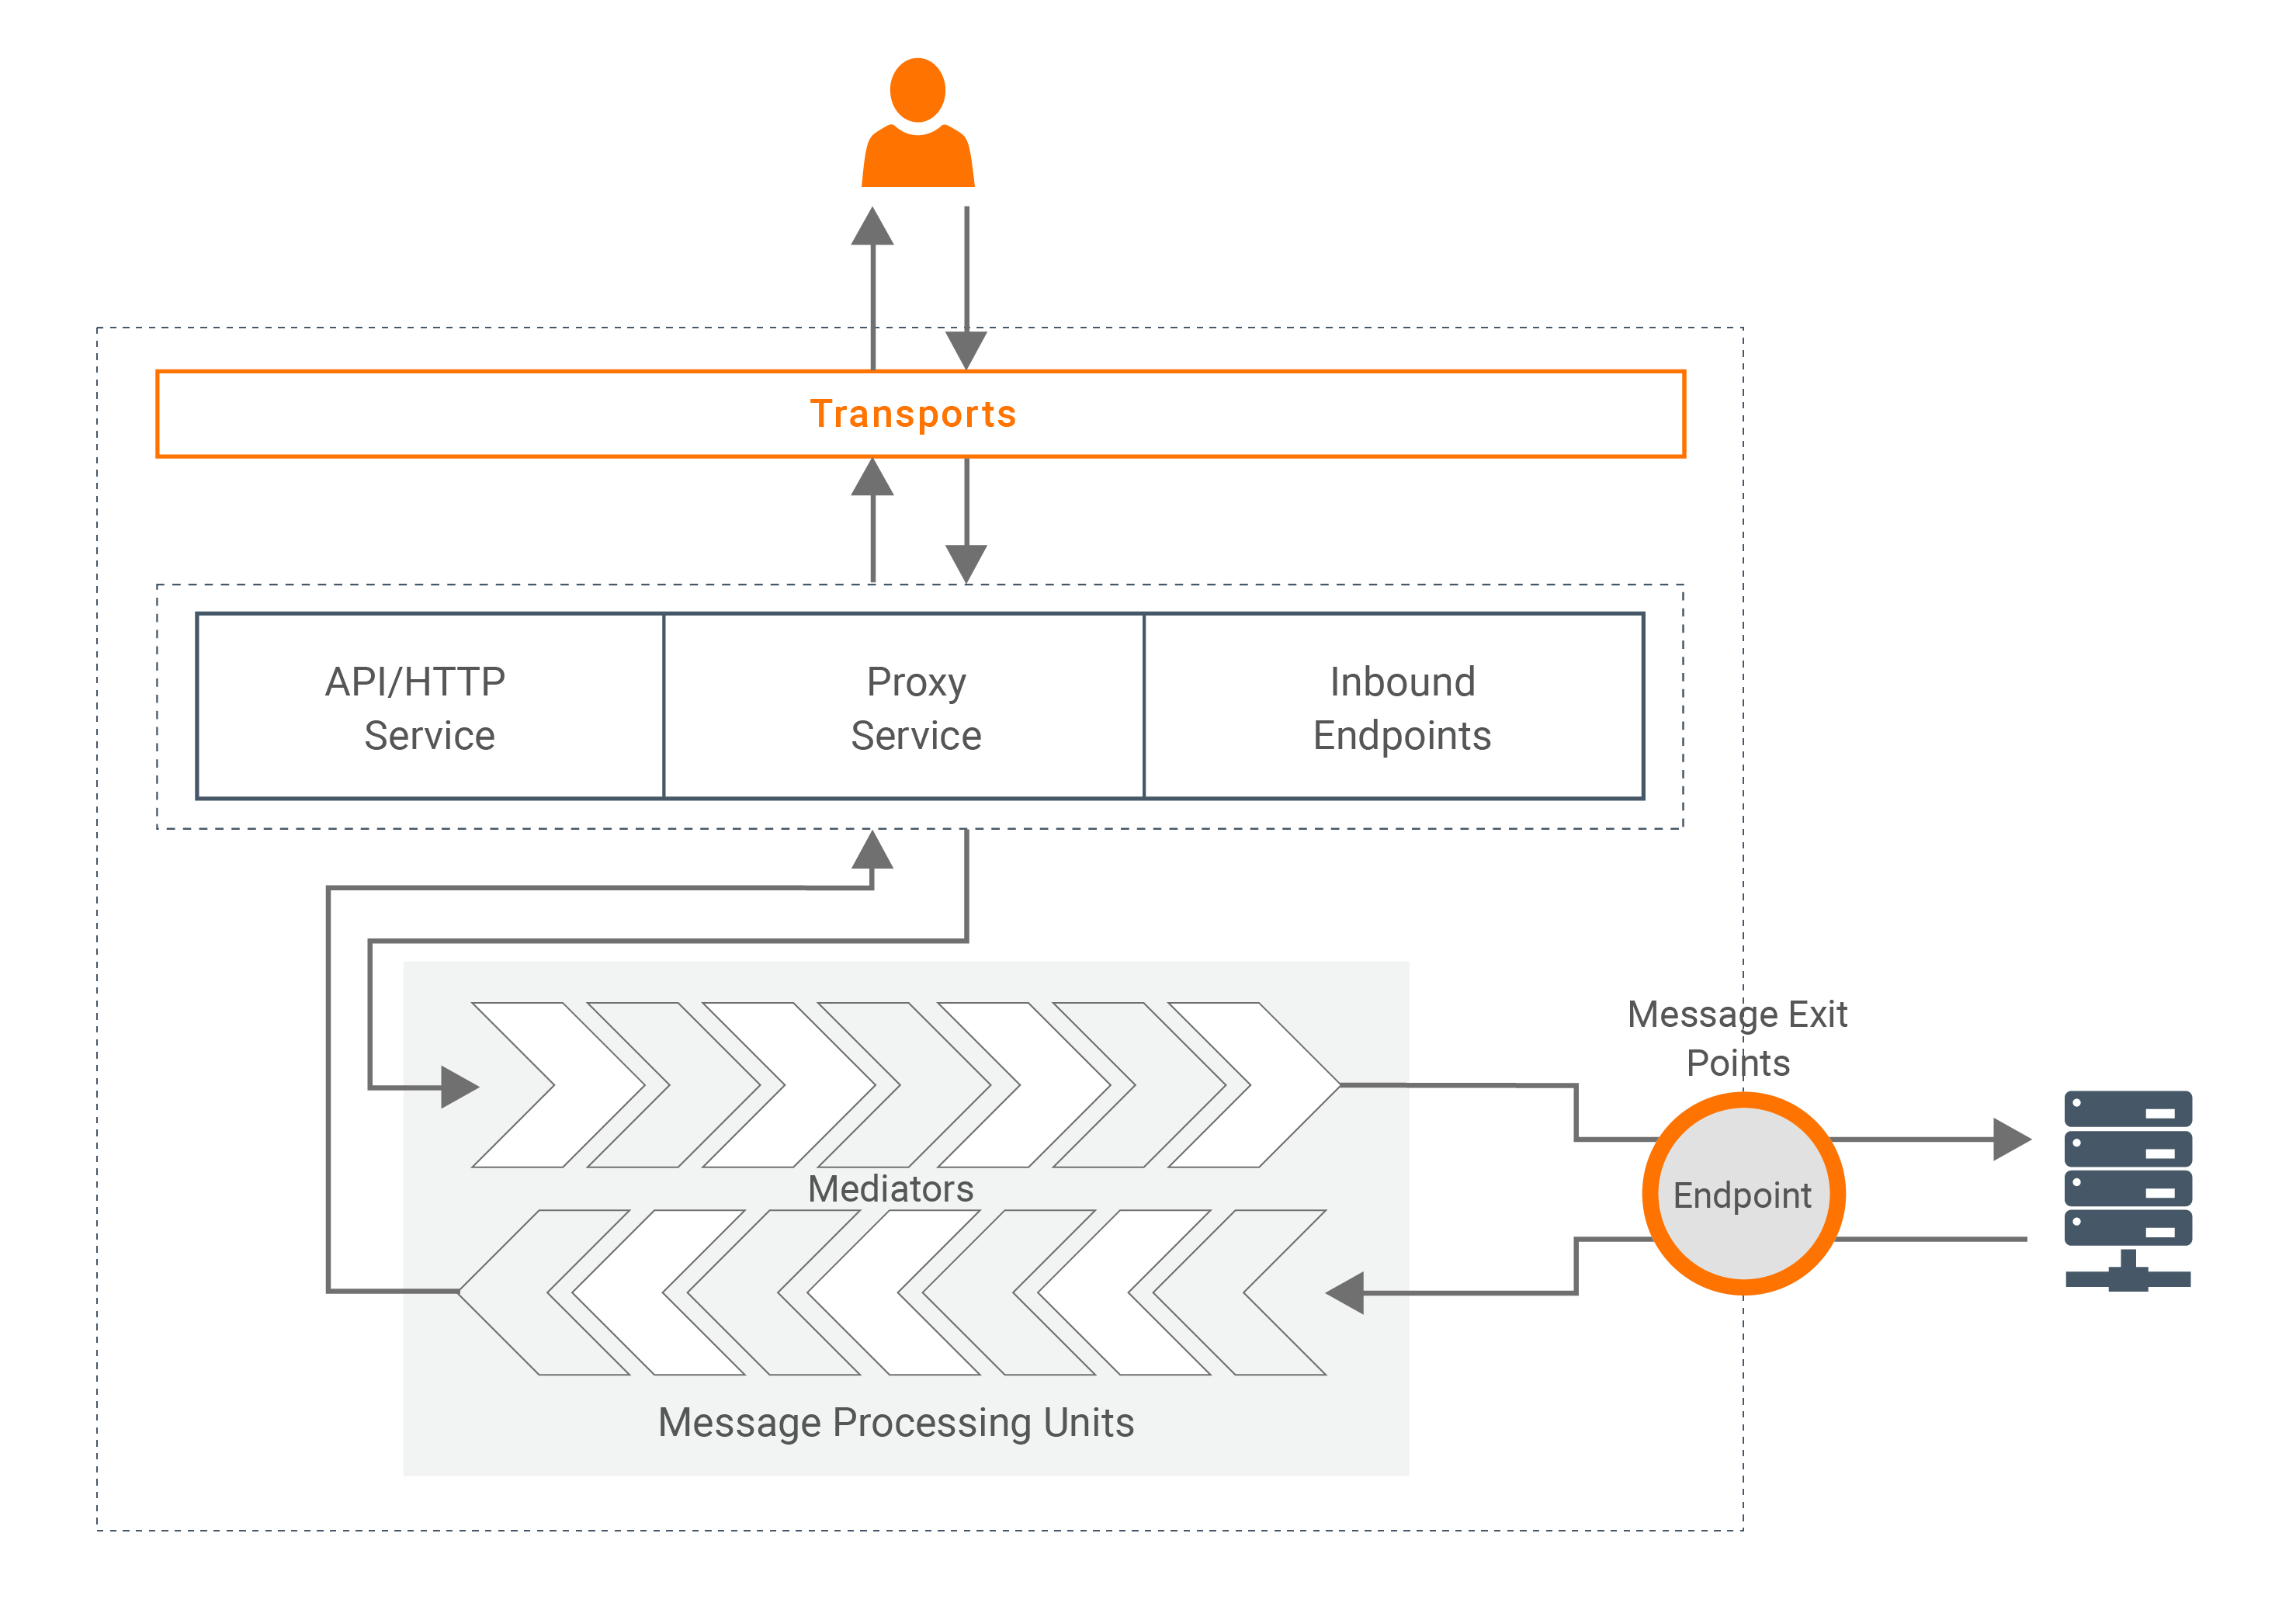 Transports
API/HTTP
Service
Proxy
Service
Inbound
Endpoints
Message Exit
Points
Mediators
Endpoint
Message Processing Units